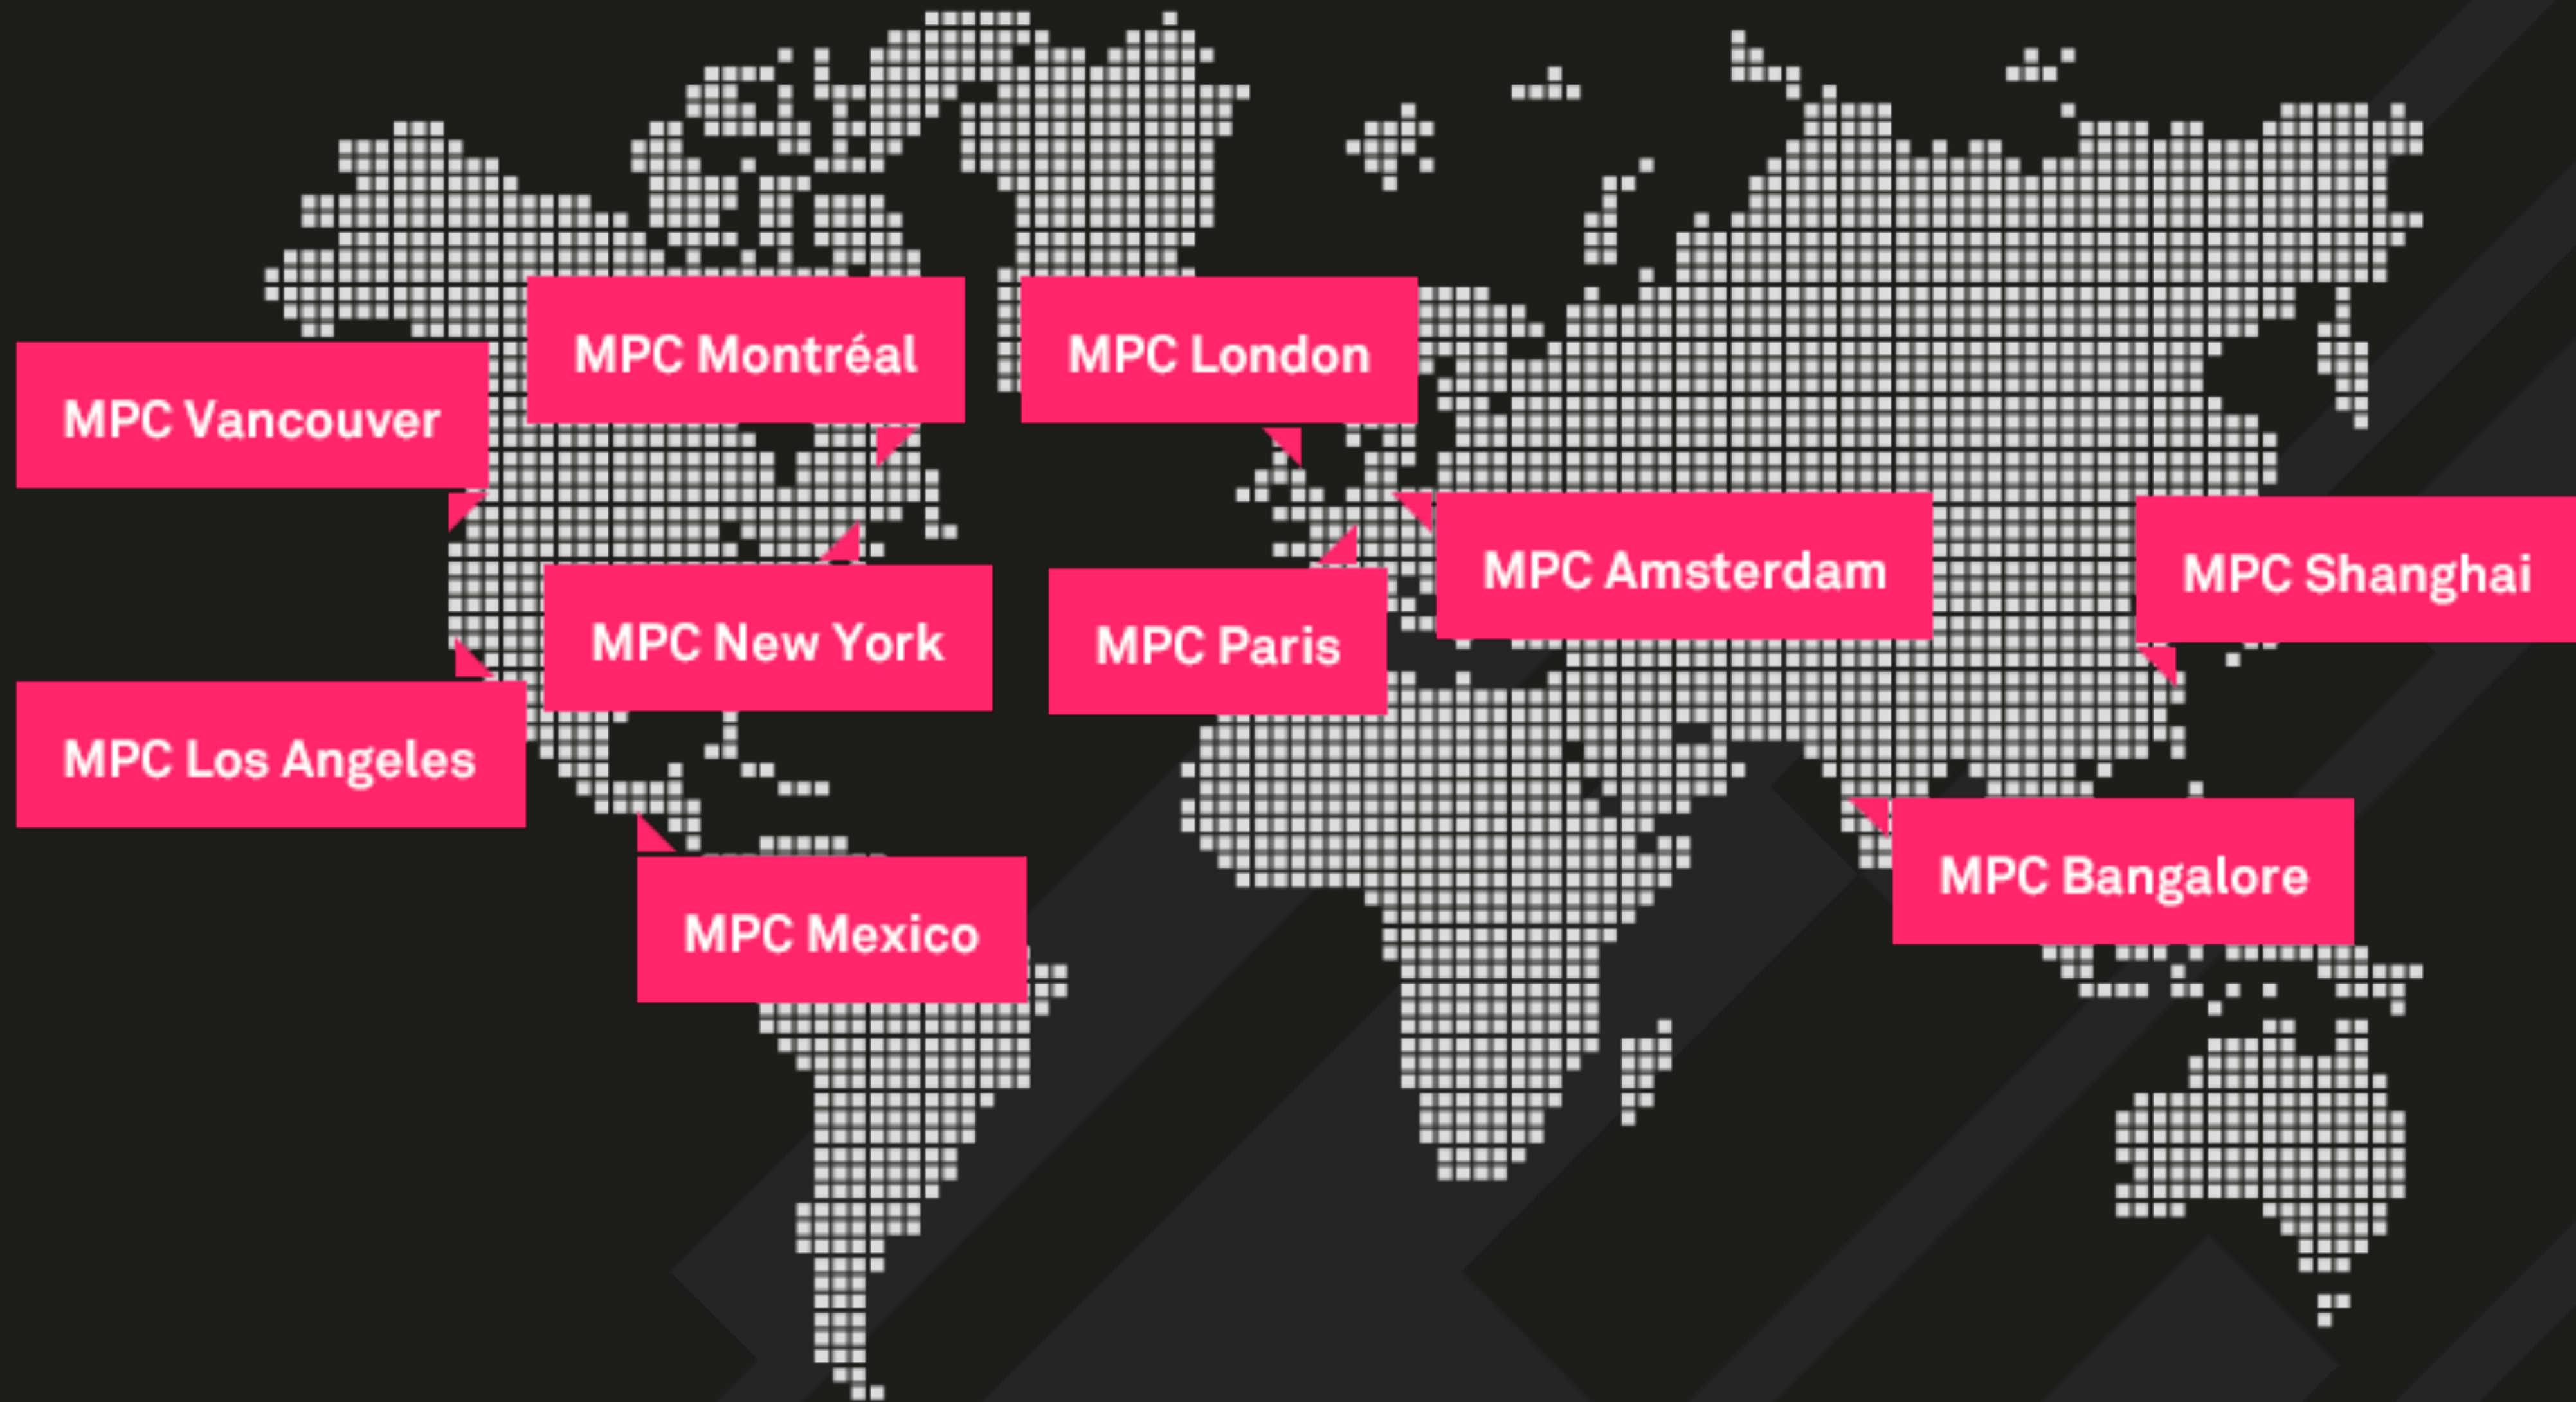 MPC Montréal
MPC London
MPC Vancouver
MPC Amsterdam
MPC Shanghai
MPC New York
MPC Paris
MPC Los Angeles
MPC Bangalore
MPC Mexico